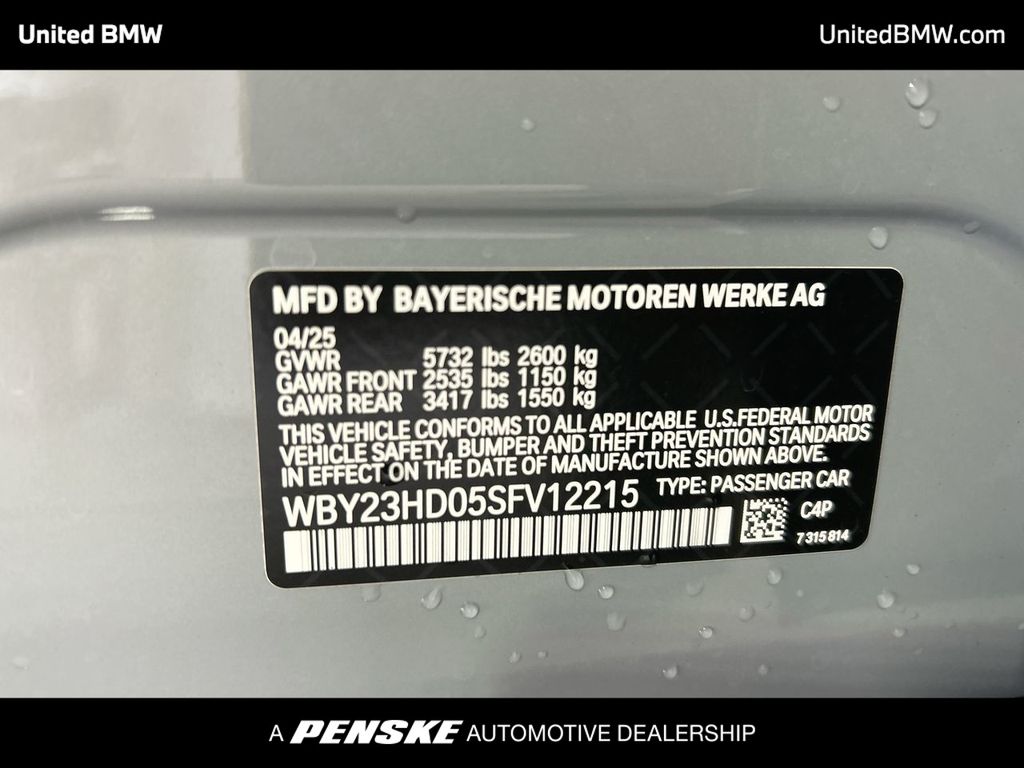 United BMW
UnitedBMW.com
MFD BY BAYERISCHE MOTOREN WERKE AG
04/25
GVWR 5732 lbs 2600 kg
GAWR FRONT 2535 lbs 1150 kg
GAWR REAR 3417 lbs 1550 kg
THIS VEHICLE CONFORMS TO ALL APPLICABLE U.S.FEDERAL MOTOR
VEHICLE SAFETY, BUMPER AND THEFT PREVENTION STANDARDS
IN EFFECT ON THE DATE OF MANUFACTURE SHOWN ABOVE.
WBY23HD05SFV12215 TYPE: PASSENGER CAR
C4P
7315814
A PENSKE AUTOMOTIVE DEALERSHIP